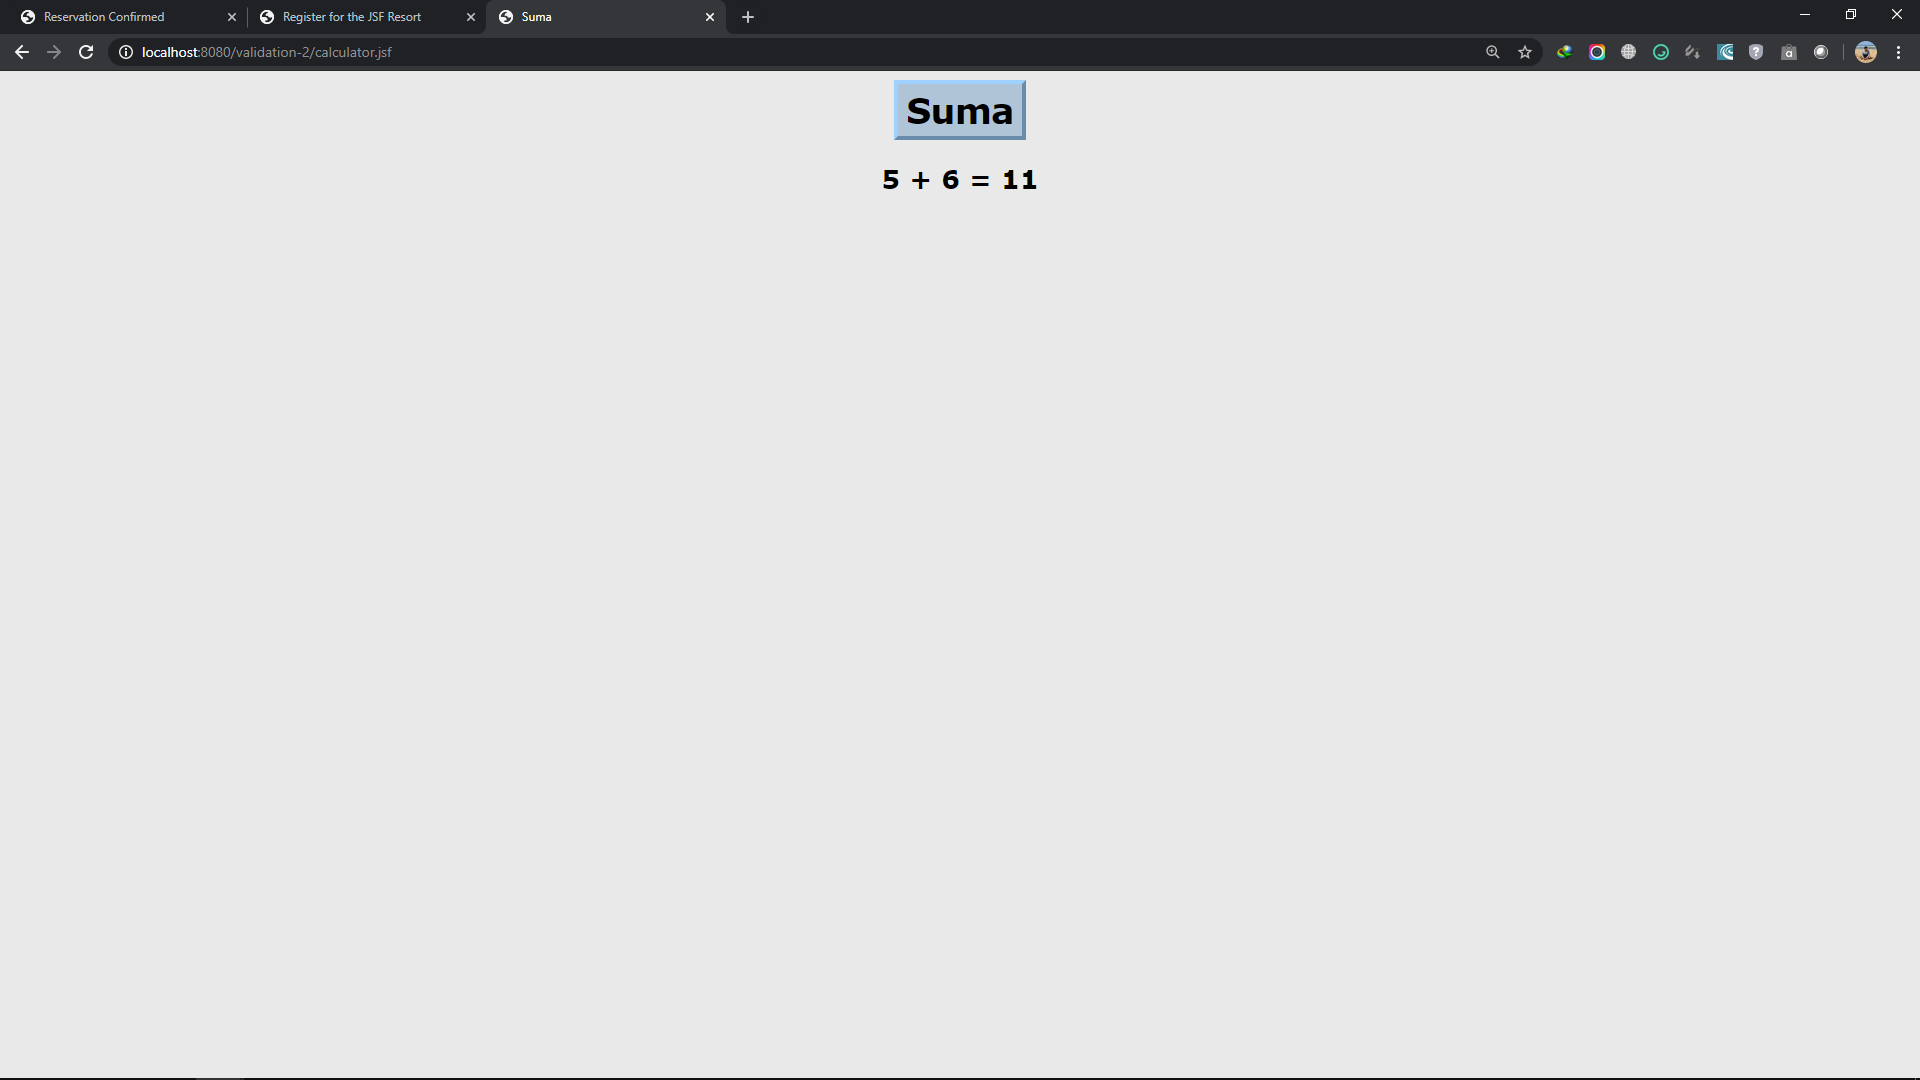 Reservation Confirmed
Register for the JSF Resort
Suma
localhost:8080/validation-2/calculator.jsf
Suma
5 + 6 = 11